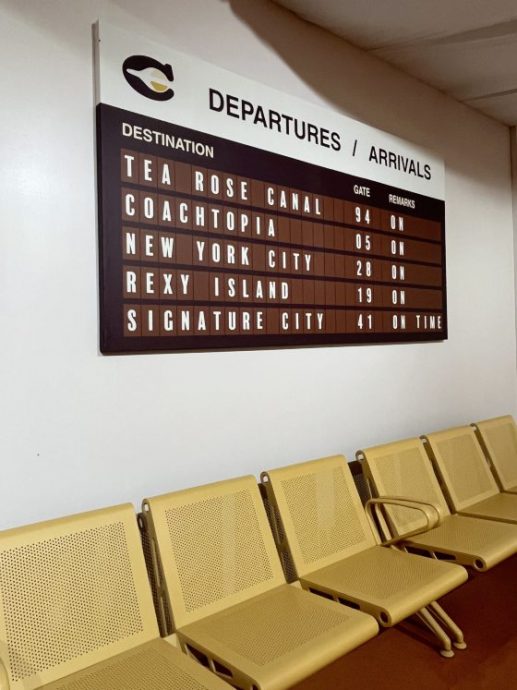 DEPARTURES / ARRIVALS
DESTINATION GATE REMARKS
TEA ROSE CANAL 94 ON
COACHTOPIA 05 ON
NEW YORK CITY 28 ON
REXY ISLAND 19 ON
SIGNATURE CITY 41 ON TIME